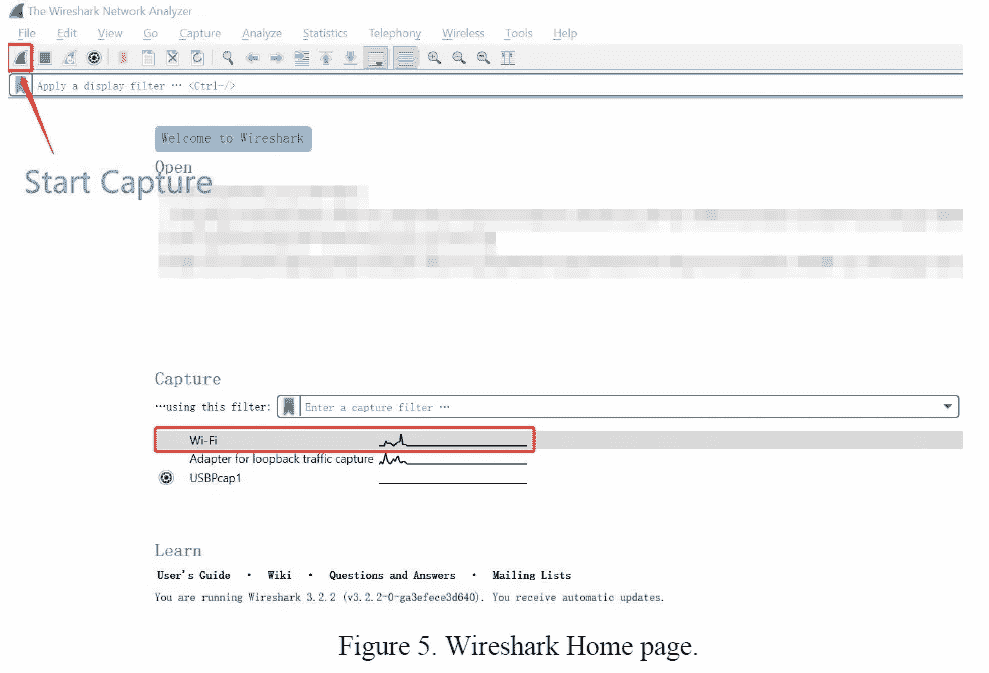 The Wireshark Network Analyzer
File Edit View Go Capture Analyze Statistics Telephony Wireless Tools Help
Apply a display filter ⋯ <Ctrl-/>
Welcome to Wireshark
Open
Start Capture
Capture
⋯using this filter: Enter a capture filter ⋯
Wi-Fi
Adapter for loopback traffic capture
USBPcap1
Learn
User's Guide · Wiki · Questions and Answers · Mailing Lists
You are running Wireshark 3.2.2 (v3.2.2-0-ga3efece3d640). You receive automatic updates.
Figure 5. Wireshark Home page.